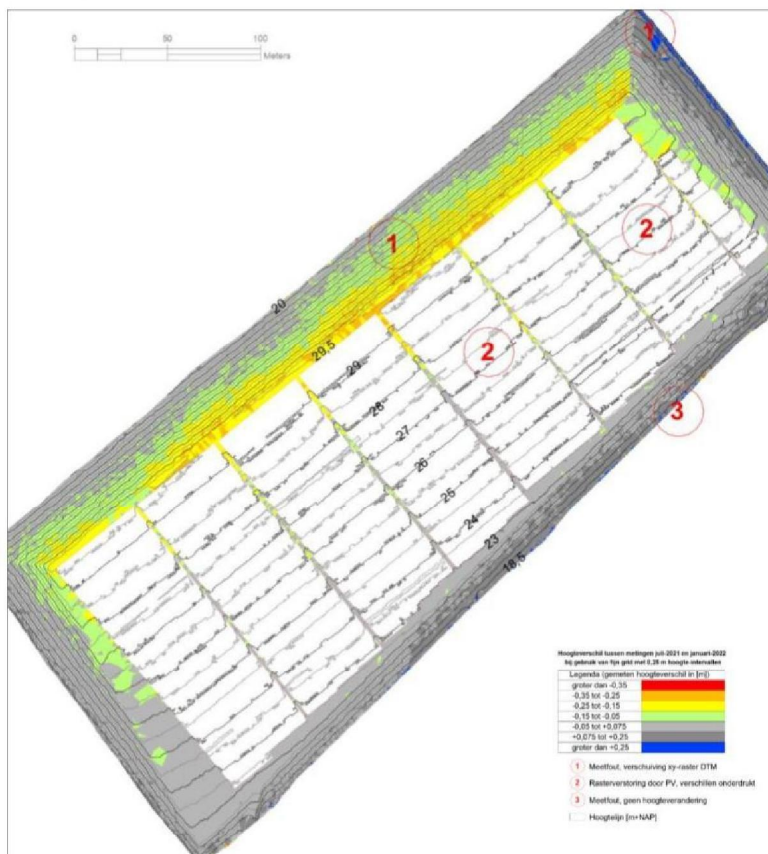 0 50 100
Meters
1
1
2
20
29,5
29
28
27
26
25
24
23
18,5
2
3
Hoogteverschil tussen metingen juli-2021 en januari-2022
bij gebruik van fijn grid met 0,25 m hoogte-intervallen
Legenda (gemeten hoogteverschil in [m])
groter dan -0,35
-0,35 tot -0,25
-0,25 tot -0,15
-0,15 tot -0,05
-0,05 tot +0,075
+0,075 tot +0,25
groter dan +0,25
1 Meetfout, verschuiving xy-raster DTM
2 Rasterverstoring door PV, verschillen onderdrukt
3 Meetfout, geen hoogteverandering
Hoogtelijn [m+NAP]